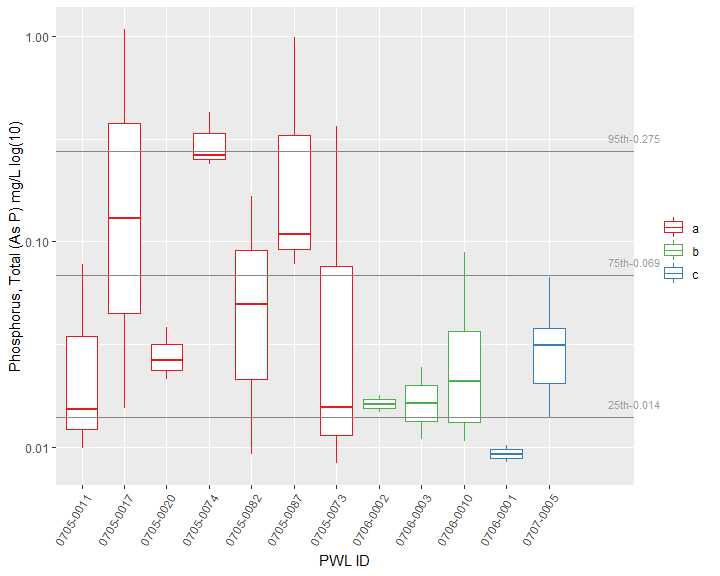 Phosphorus, Total (As P) mg/L log(10)
1.00
0.10
0.01
95th-0.275
75th-0.069
25th-0.014
0705-0011
0705-0017
0705-0020
0705-0074
0705-0082
0705-0087
0705-0073
0706-0002
0706-0003
0706-0010
0706-0001
0707-0005
PWL ID
a
b
c